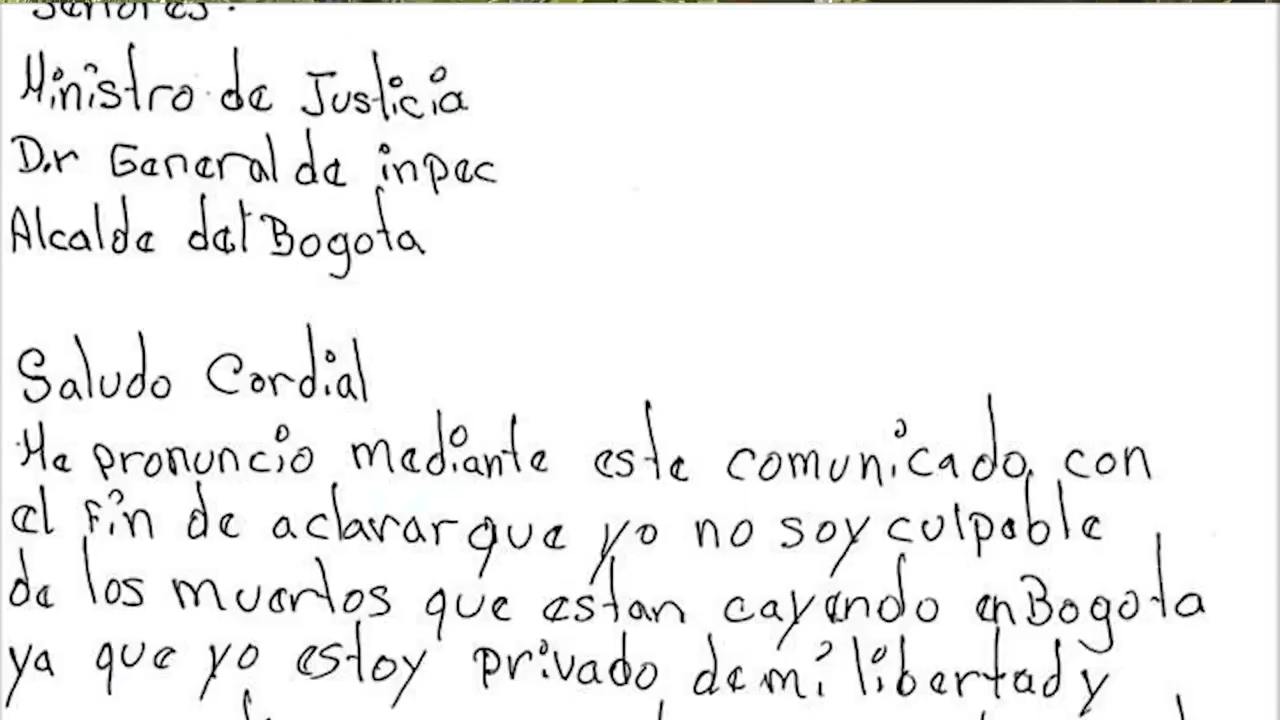 Señores:
Ministro de Justicia
D.r General de inpec
Alcalde det Bogota
Saludo Cordial
Me pronuncio mediante este comunicado, con
el fin de aclarar que yo no soy culpable
de los muertos que estan cayendo en Bogota
ya que yo estoy privado de mi libertad y